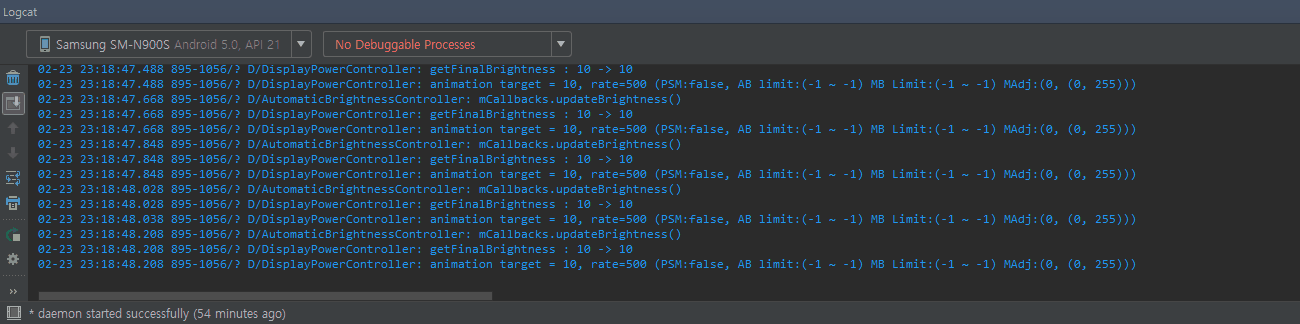 Logcat
Samsung SM-N900S Android 5.0, API 21
No Debuggable Processes
02-23 23:18:47.488 895-1056/? D/DisplayPowerController: getFinalBrightness : 10 -> 10
02-23 23:18:47.488 895-1056/? D/DisplayPowerController: animation target = 10, rate=500 (PSM:false, AB limit:(-1 ~ -1) MB Limit:(-1 ~ -1) MAdj:(0, (0, 255)))
02-23 23:18:47.668 895-1056/? D/AutomaticBrightnessController: mCallbacks.updateBrightness()
02-23 23:18:47.668 895-1056/? D/DisplayPowerController: getFinalBrightness : 10 -> 10
02-23 23:18:47.668 895-1056/? D/DisplayPowerController: animation target = 10, rate=500 (PSM:false, AB limit:(-1 ~ -1) MB Limit:(-1 ~ -1) MAdj:(0, (0, 255)))
02-23 23:18:47.848 895-1056/? D/AutomaticBrightnessController: mCallbacks.updateBrightness()
02-23 23:18:47.848 895-1056/? D/DisplayPowerController: getFinalBrightness : 10 -> 10
02-23 23:18:47.848 895-1056/? D/DisplayPowerController: animation target = 10, rate=500 (PSM:false, AB limit:(-1 ~ -1) MB Limit:(-1 ~ -1) MAdj:(0, (0, 255)))
02-23 23:18:48.028 895-1056/? D/AutomaticBrightnessController: mCallbacks.updateBrightness()
02-23 23:18:48.028 895-1056/? D/DisplayPowerController: getFinalBrightness : 10 -> 10
02-23 23:18:48.038 895-1056/? D/DisplayPowerController: animation target = 10, rate=500 (PSM:false, AB limit:(-1 ~ -1) MB Limit:(-1 ~ -1) MAdj:(0, (0, 255)))
02-23 23:18:48.208 895-1056/? D/AutomaticBrightnessController: mCallbacks.updateBrightness()
02-23 23:18:48.208 895-1056/? D/DisplayPowerController: getFinalBrightness : 10 -> 10
02-23 23:18:48.208 895-1056/? D/DisplayPowerController: animation target = 10, rate=500 (PSM:false, AB limit:(-1 ~ -1) MB Limit:(-1 ~ -1) MAdj:(0, (0, 255)))
* daemon started successfully (54 minutes ago)